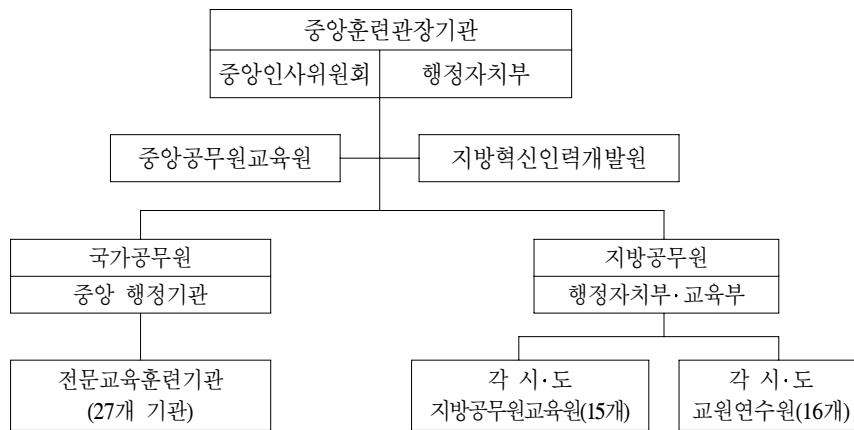 중앙훈련관장기관
중앙인사위원회 행정자치부
중앙공무원교육원 지방혁신인력개발원
국가공무원 지방공무원
중앙 행정기관 행정자치부·교육부
전문교육훈련기관 각 시·도 각 시·도
(27개 기관) 지방공무원교육원(15개) 교원연수원(16개)